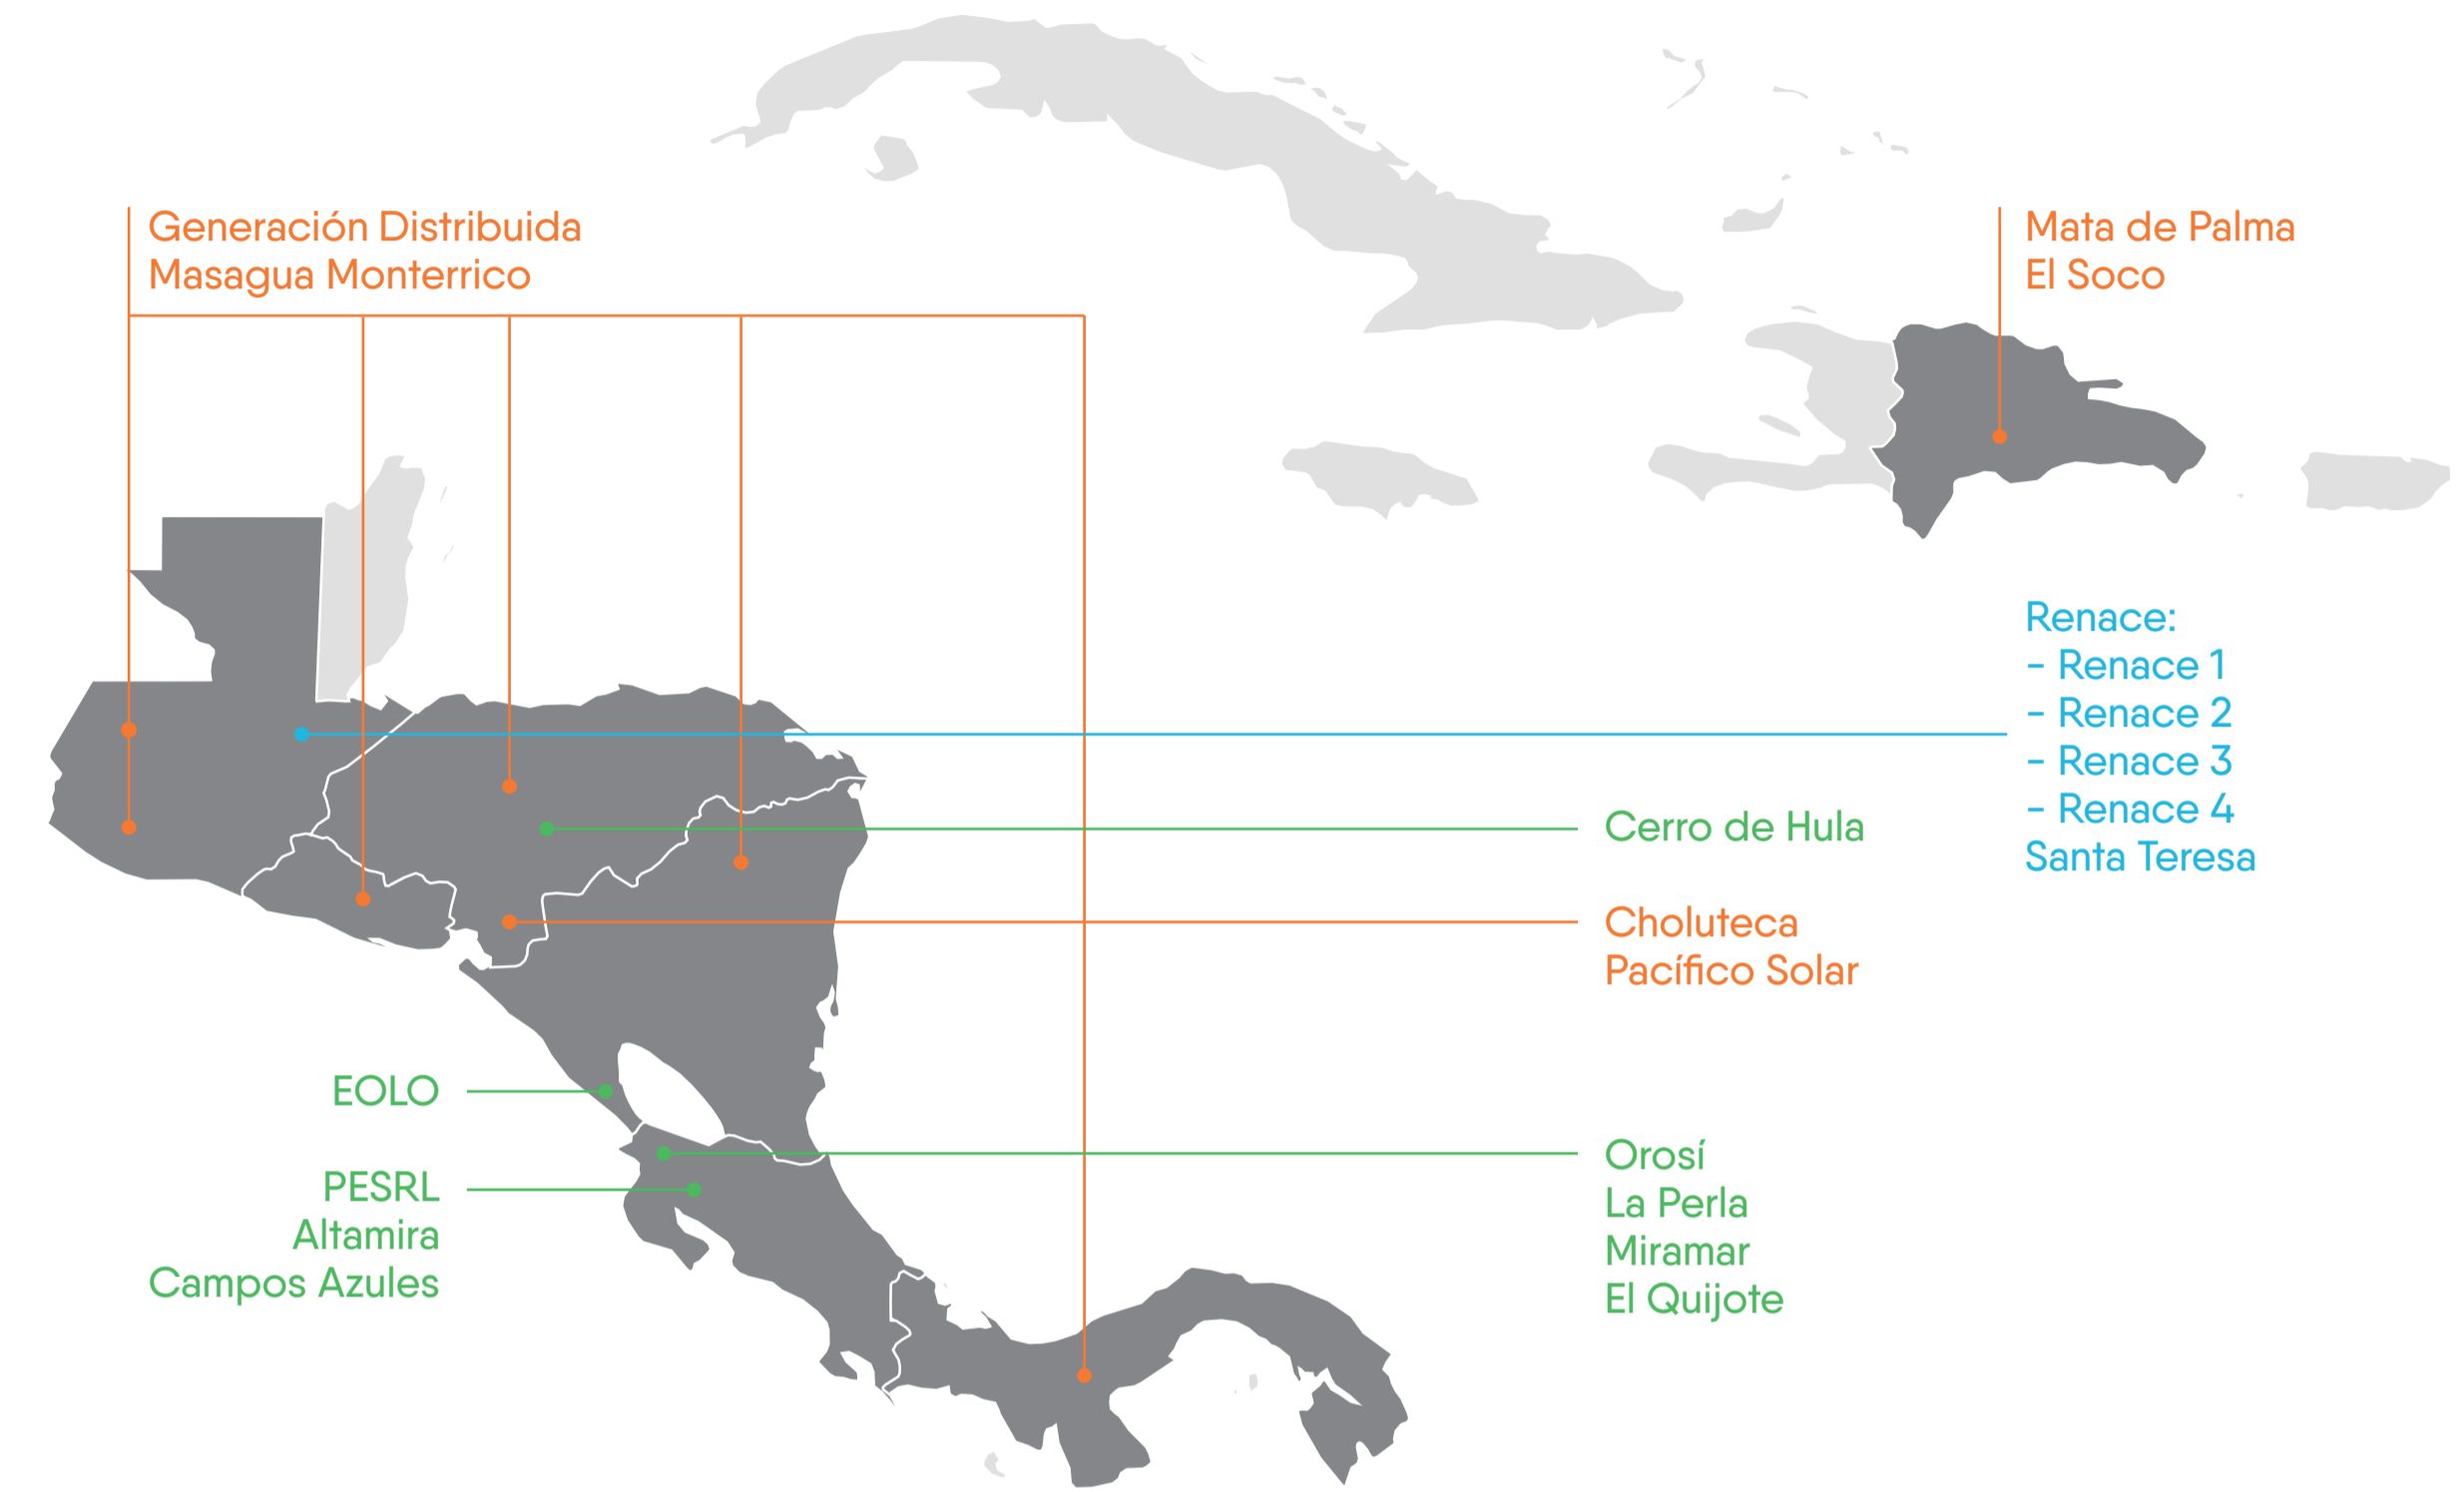 Generación Distribuida
Masagua Monterrico
Mata de Palma
El Soco
Renace:
- Renace 1
- Renace 2
- Renace 3
- Renace 4
Santa Teresa
Cerro de Hula
Choluteca
Pacífico Solar
EOLO
PESRL
Altamira
Campos Azules
Orosí
La Perla
Miramar
El Quijote